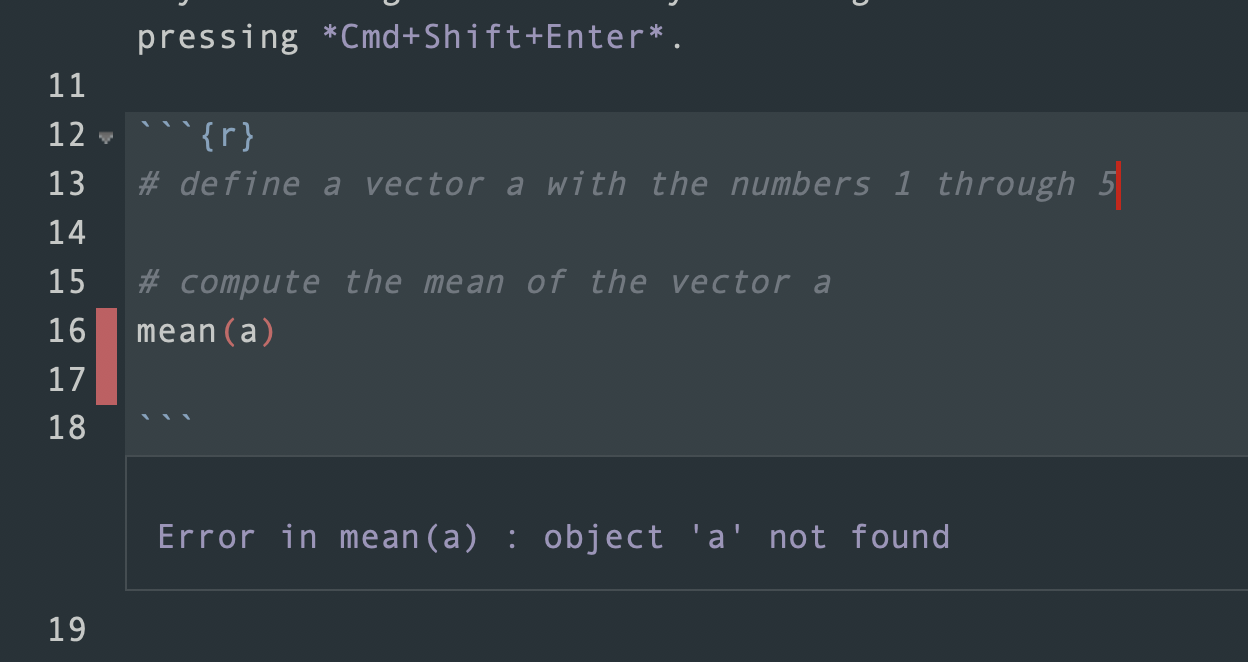 pressing *Cmd+Shift+Enter*.
11
12 ```{r}
13 # define a vector a with the numbers 1 through 5
14
15 # compute the mean of the vector a
16 mean(a)
17
18 ```
Error in mean(a) : object 'a' not found
19